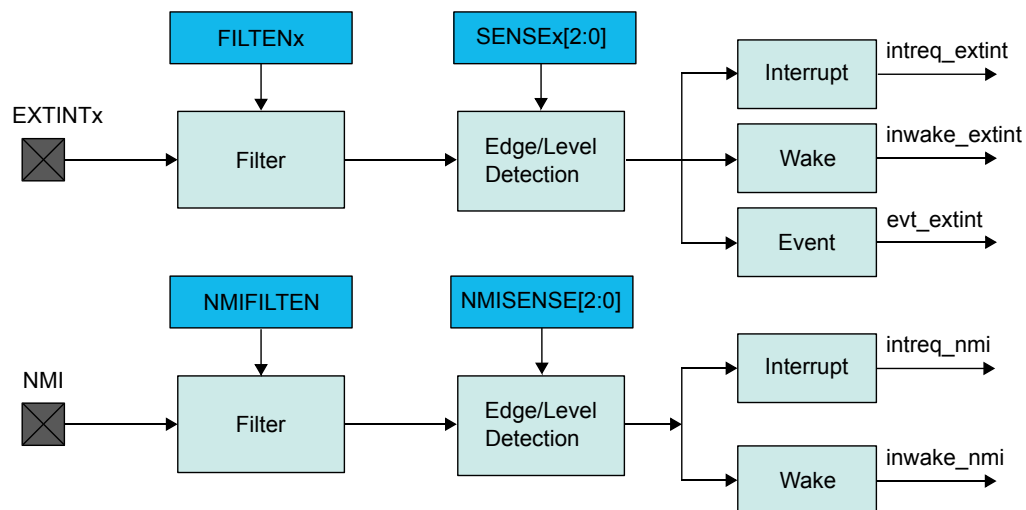 FILTENx
SENSEx[2:0]
intreq_extint
Interrupt
EXTINTx
Filter
Edge/Level
Detection
inwake_extint
Wake
evt_extint
Event
NMIFILTEN
NMISENSE[2:0]
intreq_nmi
Interrupt
NMI
Filter
Edge/Level
Detection
inwake_nmi
Wake